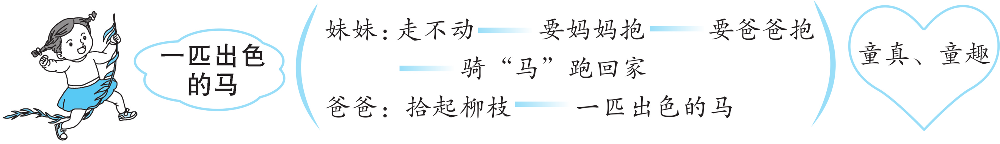 一匹出色
的马
妹妹：走不动 要妈妈抱 要爸爸抱
骑“马”跑回家
爸爸：拾起柳枝 一匹出色的马
童真、童趣